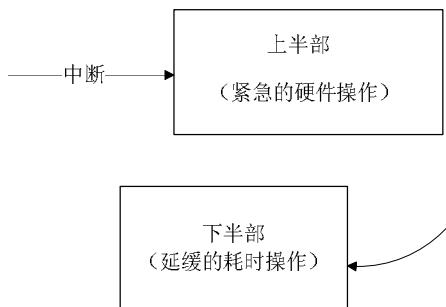 中断
上半部
（紧急的硬件操作）
下半部
（延缓的耗时操作）